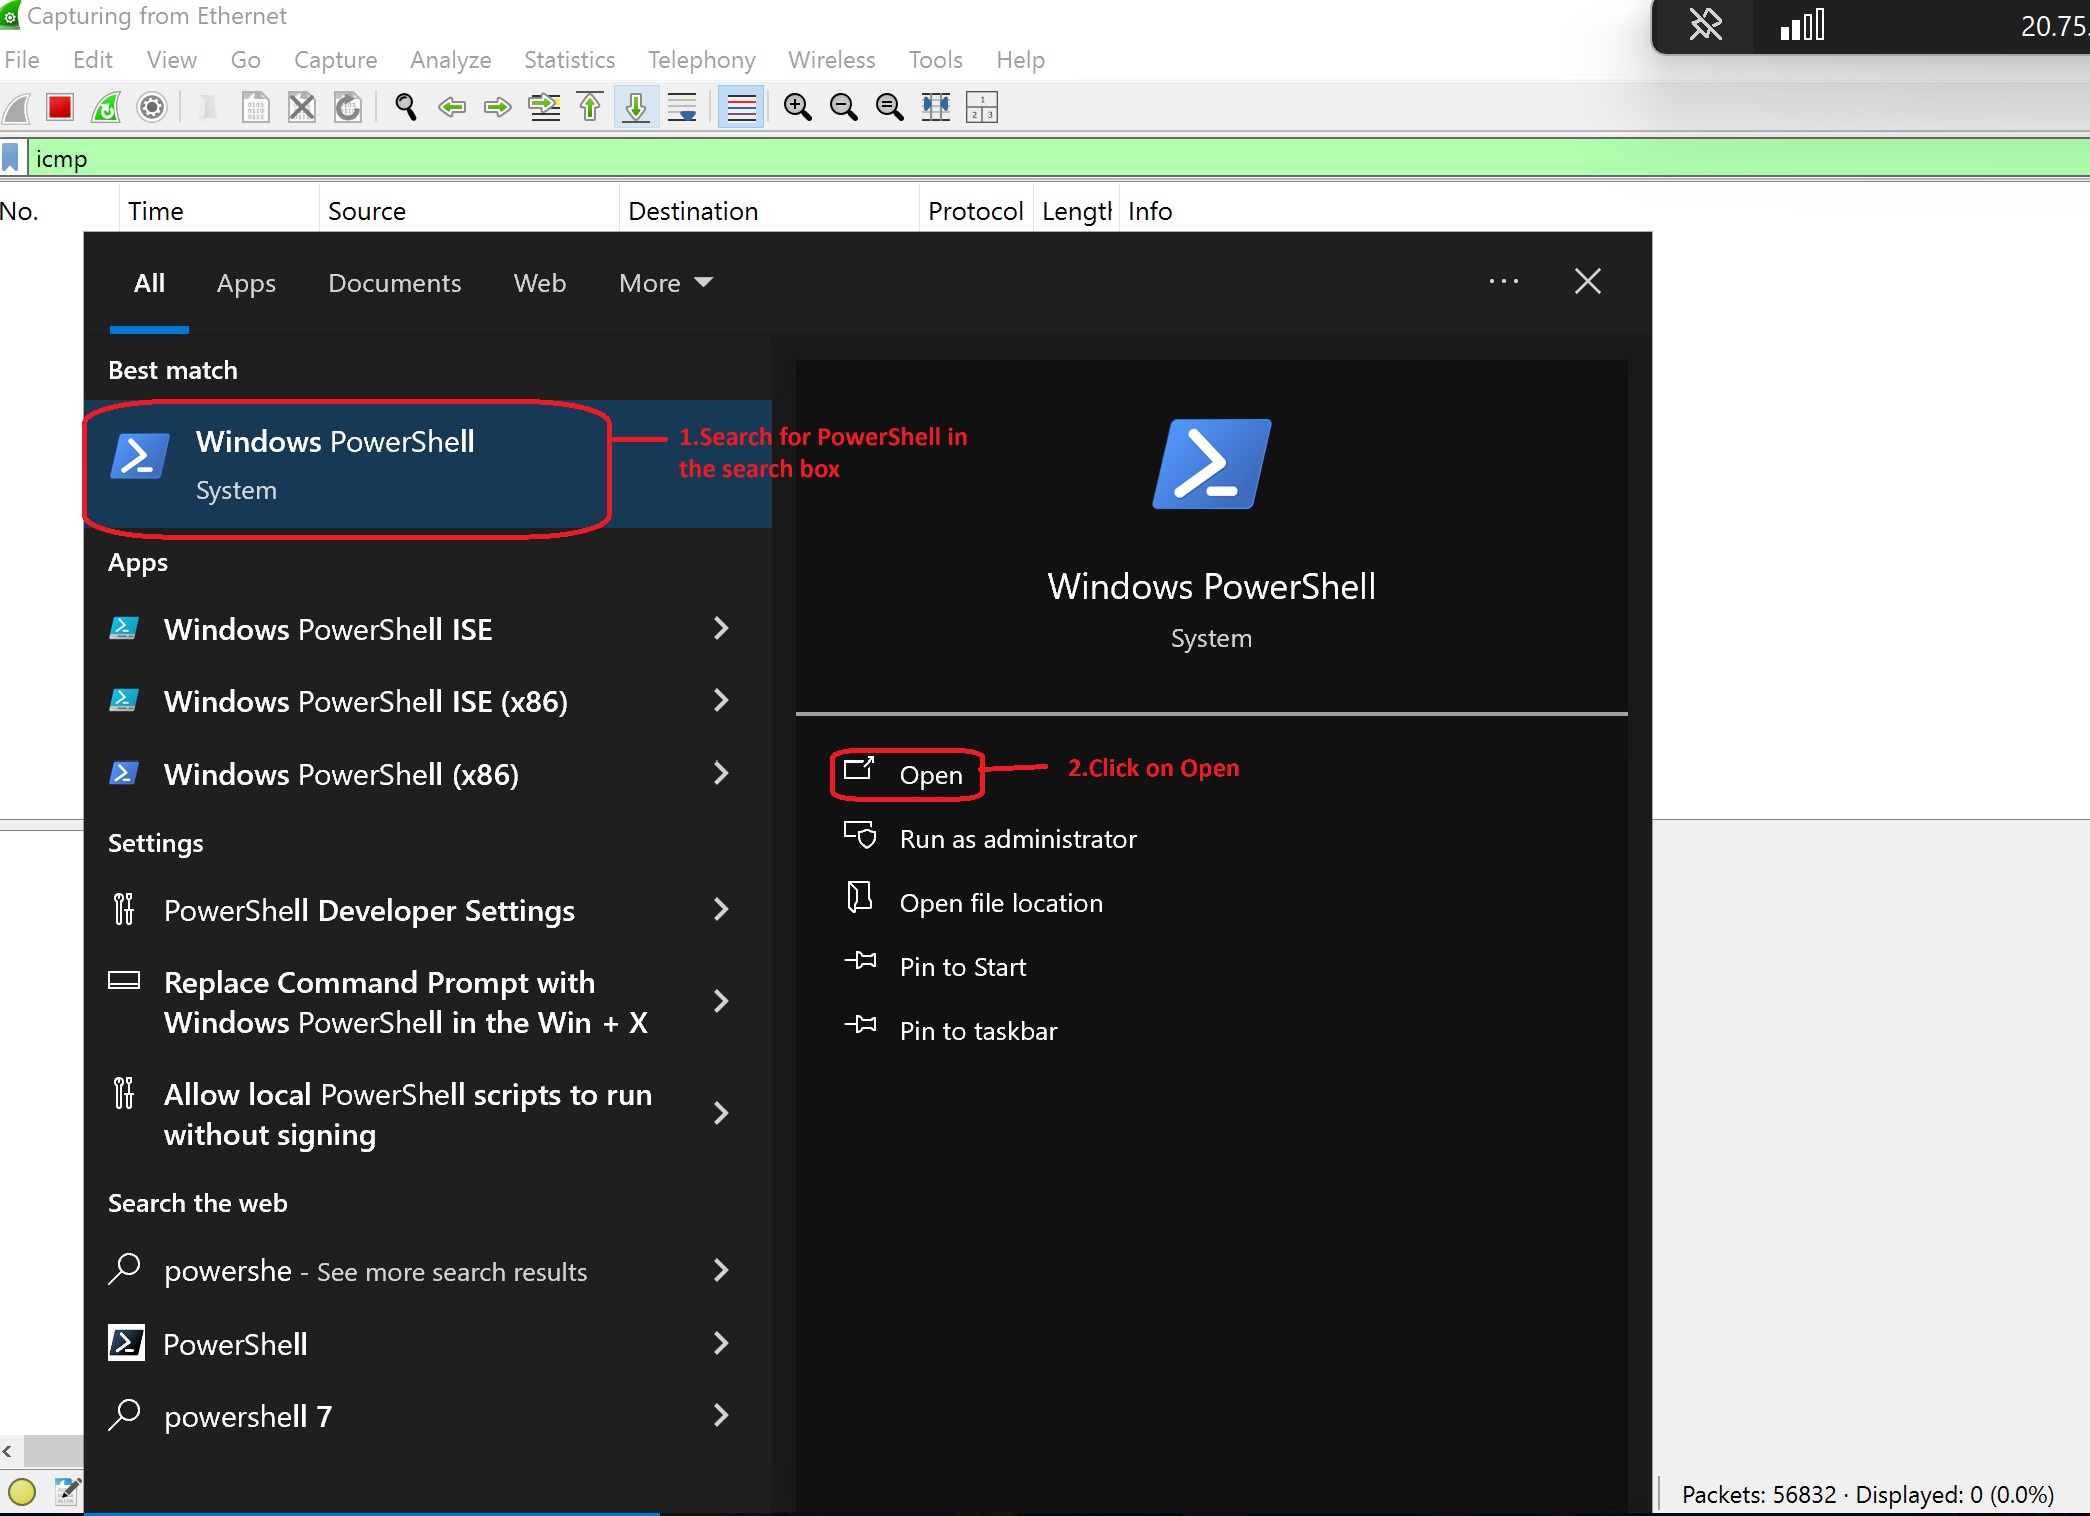 Capturing from Ethernet
20.75.
File Edit View Go Capture Analyze Statistics Telephony Wireless Tools Help
icmp
No. Time Source Destination Protocol Length Info
All Apps Documents Web More
Best match
Windows PowerShell
System
1.Search for PowerShell in
the search box
Apps
Windows PowerShell ISE
Windows PowerShell ISE (x86)
Windows PowerShell (x86)
Settings
PowerShell Developer Settings
Replace Command Prompt with
Windows PowerShell in the Win + X
Allow local PowerShell scripts to run
without signing
Search the web
powershe - See more search results
PowerShell
powershell 7
Windows PowerShell
System
Open
2.Click on Open
Run as administrator
Open file location
Pin to Start
Pin to taskbar
Packets: 56832 · Displayed: 0 (0.0%)